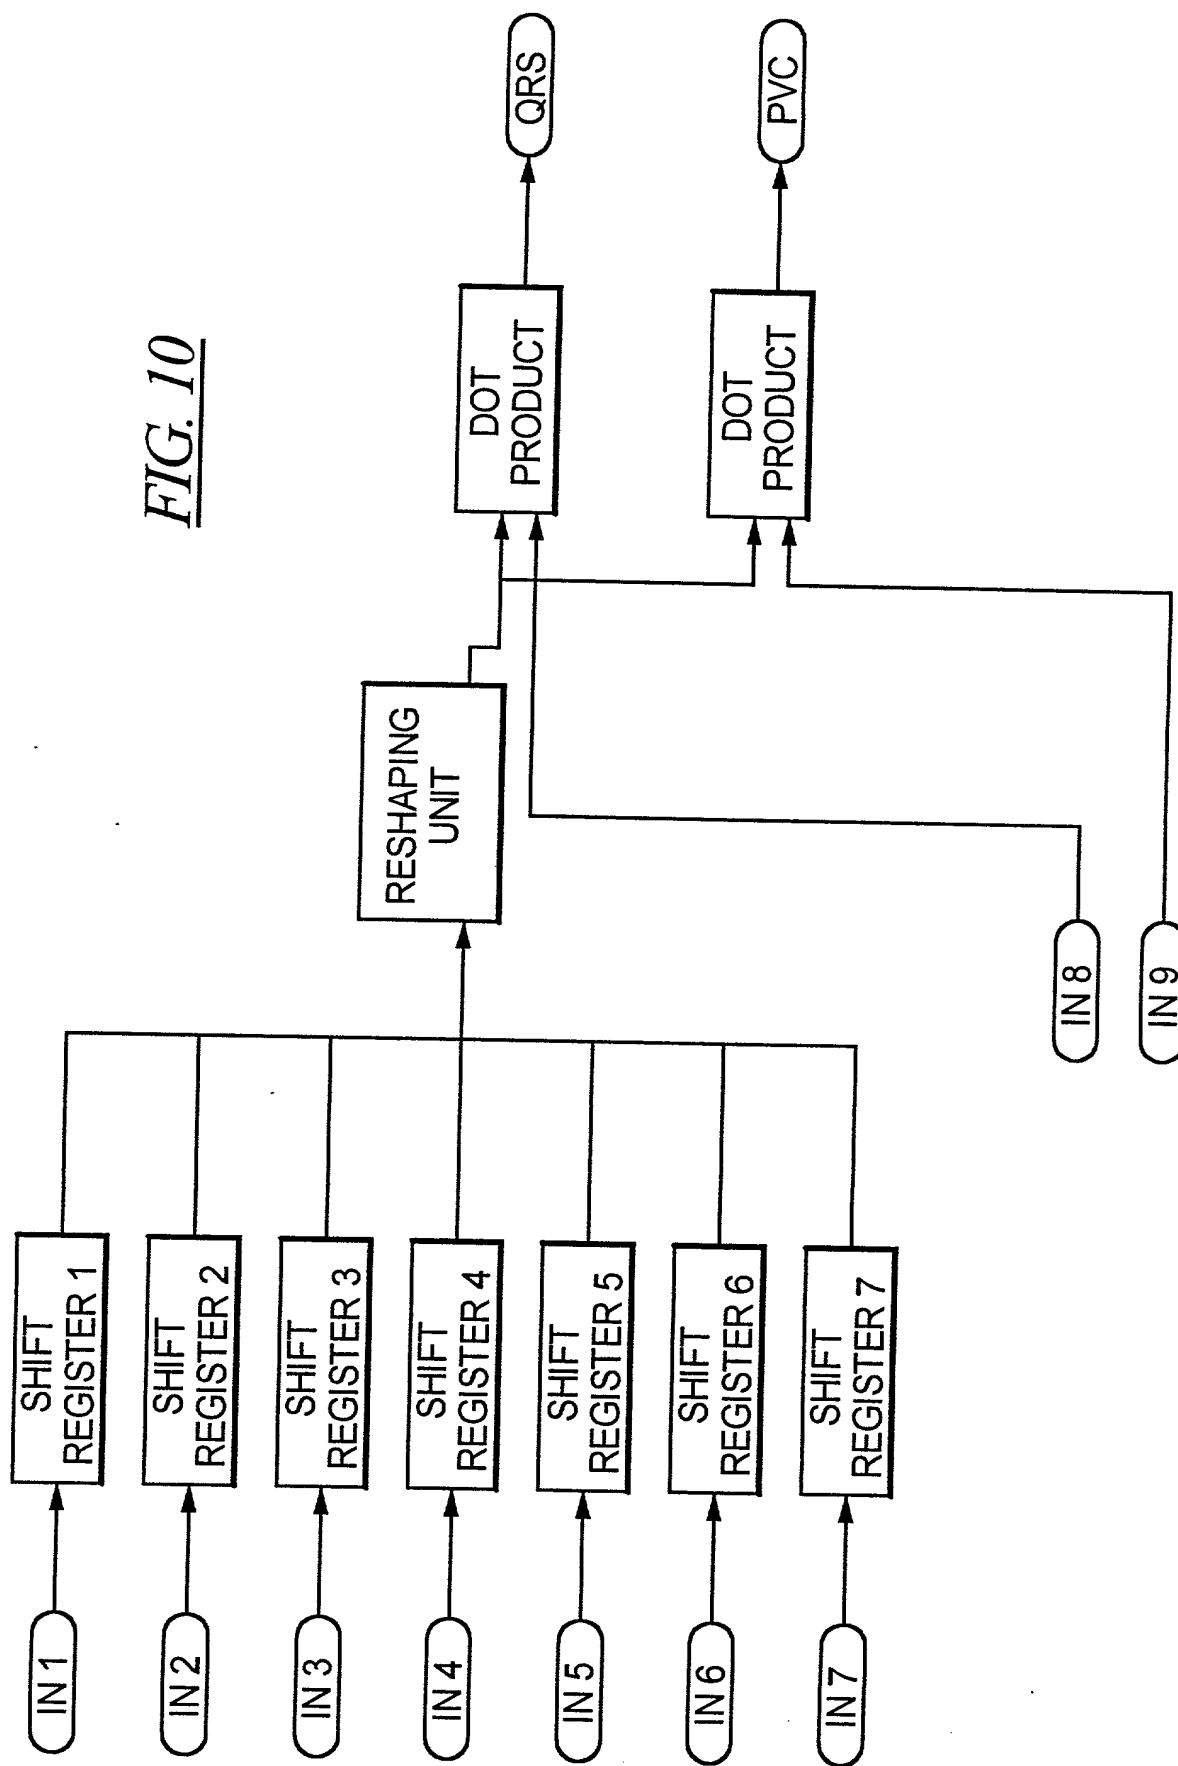 FIG. 10
IN 1
SHIFT
REGISTER 1
IN 2
SHIFT
REGISTER 2
IN 3
SHIFT
REGISTER 3
IN 4
SHIFT
REGISTER 4
IN 5
SHIFT
REGISTER 5
IN 6
SHIFT
REGISTER 6
IN 7
SHIFT
REGISTER 7
RESHAPING
UNIT
IN 8
IN 9
DOT
PRODUCT
QRS
DOT
PRODUCT
PVC